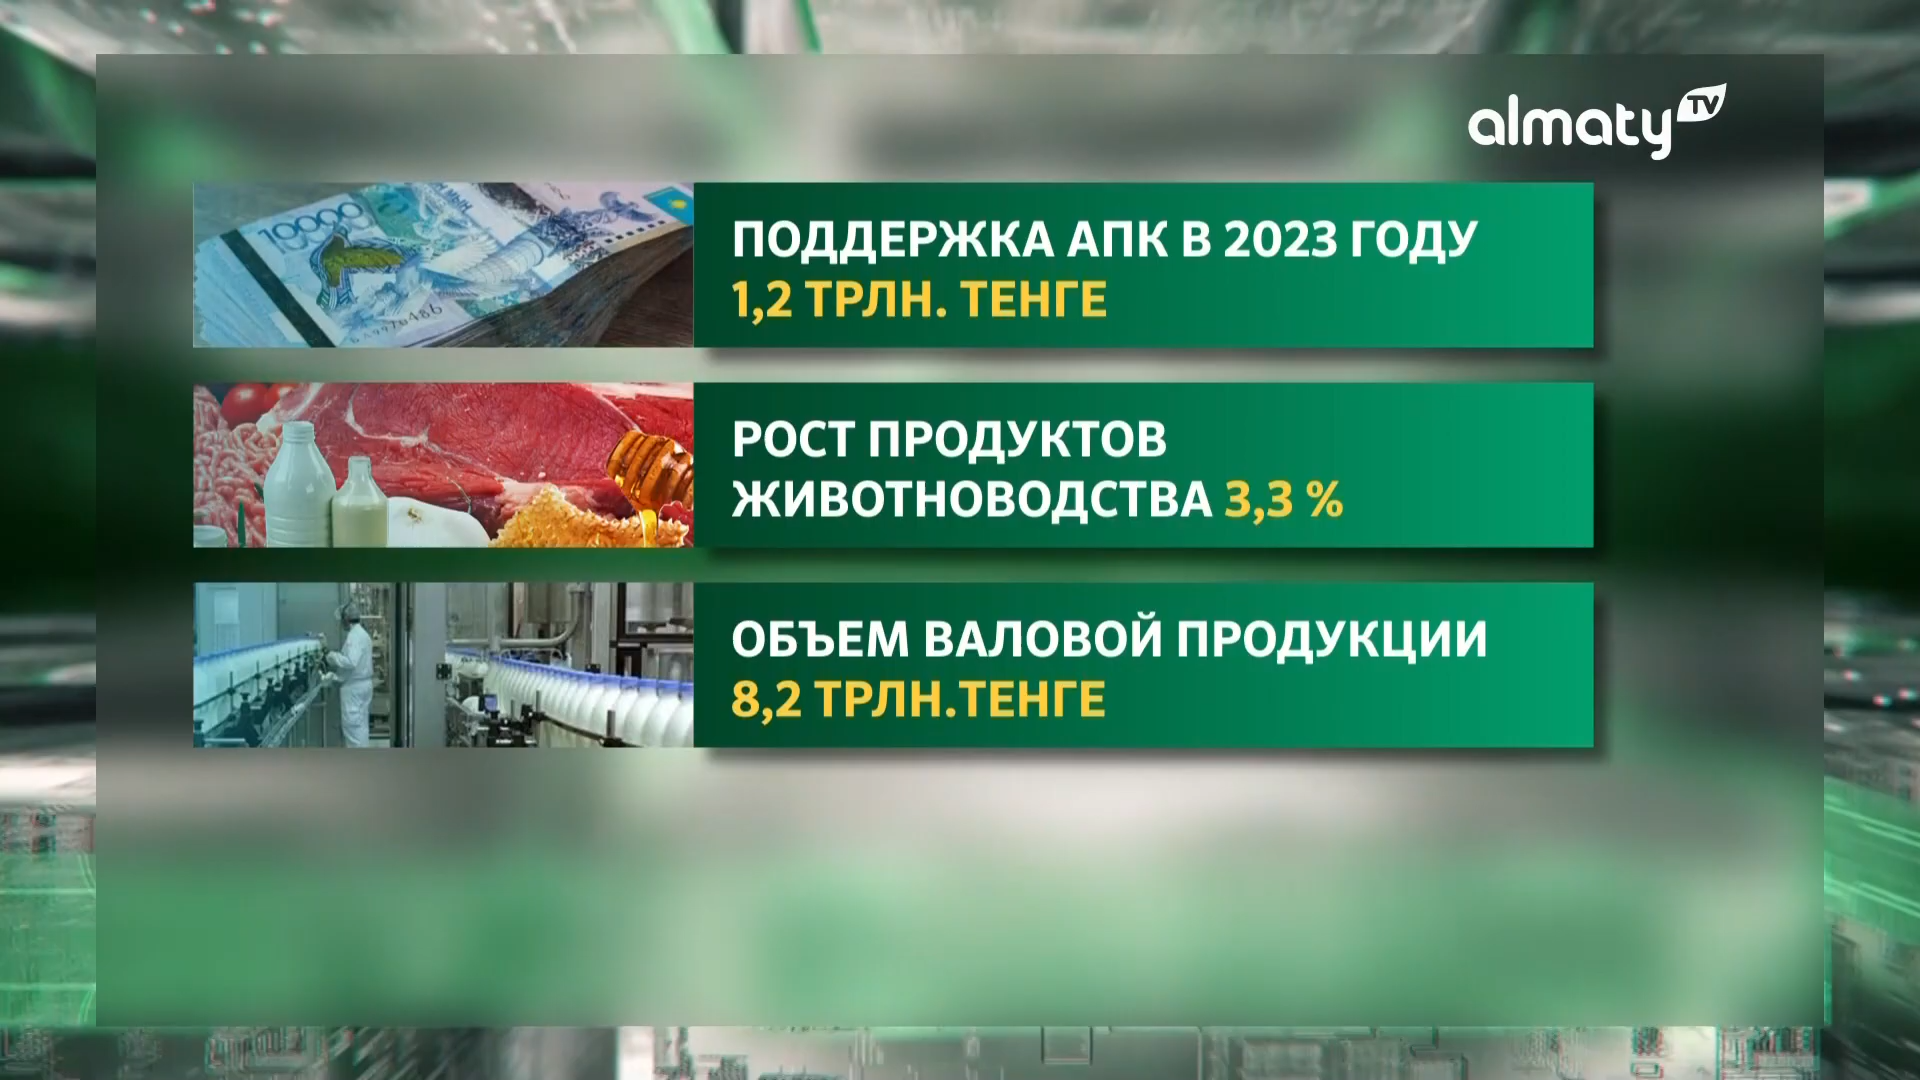 almaty TV
10000
ПОДДЕРЖКА АПК В 2023 ГОДУ
1,2 ТРЛН. ТЕНГЕ
РОСТ ПРОДУКТОВ
ЖИВОТНОВОДСТВА 3,3 %
ОБЪЕМ ВАЛОВОЙ ПРОДУКЦИИ
8,2 ТРЛН.ТЕНГЕ